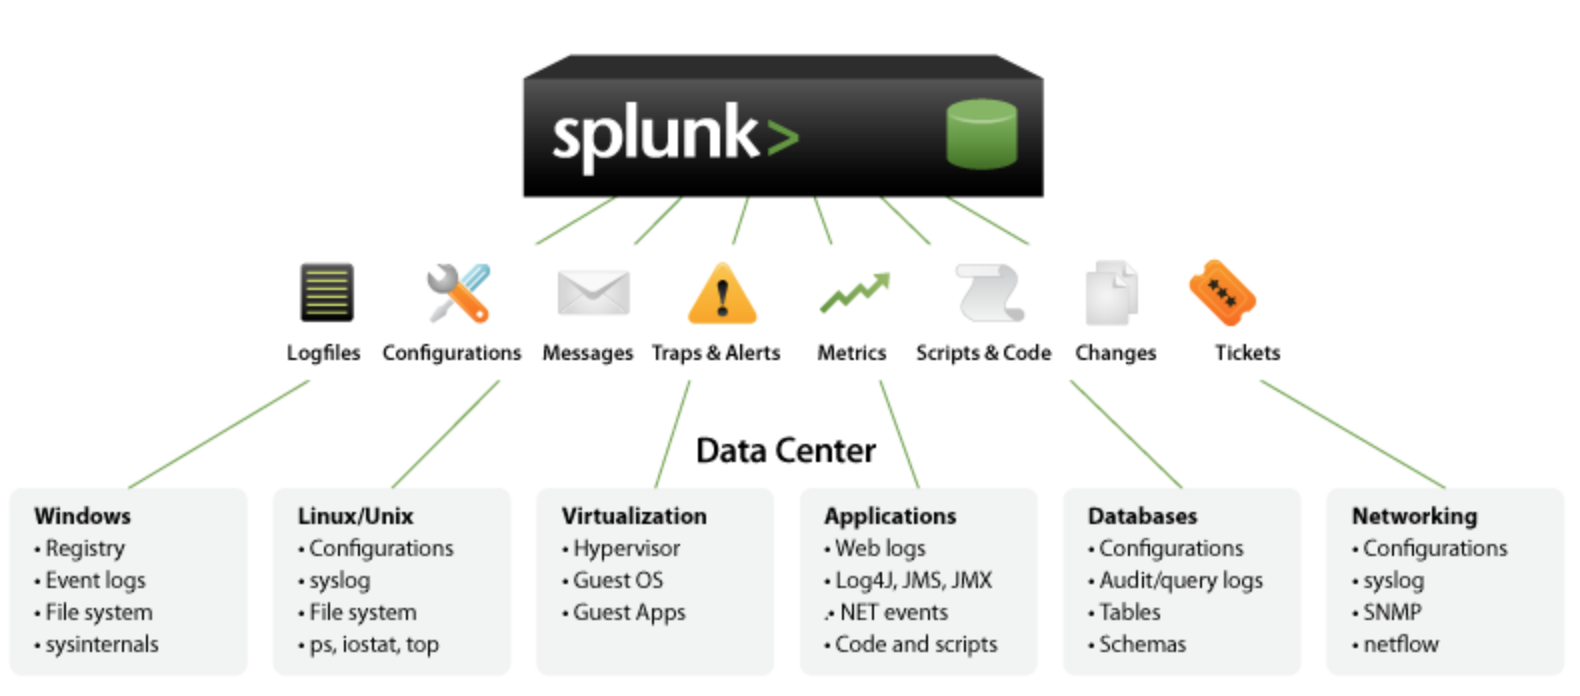 splunk>
Logfiles Configurations Messages Traps & Alerts Metrics Scripts & Code Changes Tickets
Data Center
Windows
• Registry
• Event logs
• File system
• sysinternals
Linux/Unix
• Configurations
• syslog
• File system
• ps, iostat, top
Virtualization
• Hypervisor
• Guest OS
• Guest Apps
Applications
• Web logs
• Log4J, JMS, JMX
.• NET events
• Code and scripts
Databases
• Configurations
• Audit/query logs
• Tables
• Schemas
Networking
• Configurations
• syslog
• SNMP
• netflow